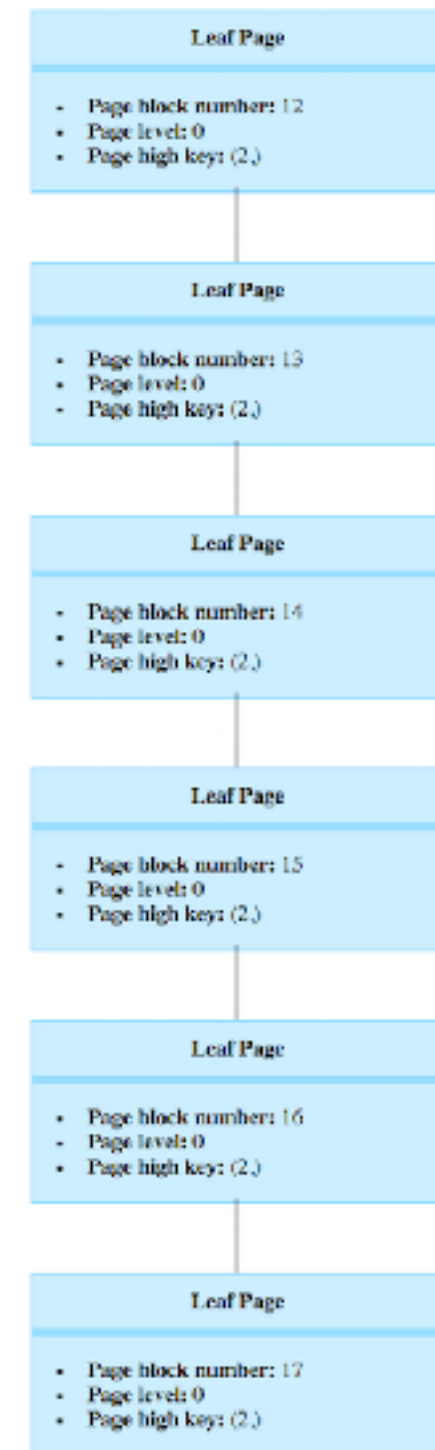 Leaf Page
- Page block number: 12
- Page level: 0
- Page high key: (2,)
Leaf Page
- Page block number: 13
- Page level: 0
- Page high key: (2,)
Leaf Page
- Page block number: 14
- Page level: 0
- Page high key: (2,)
Leaf Page
- Page block number: 15
- Page level: 0
- Page high key: (2,)
Leaf Page
- Page block number: 16
- Page level: 0
- Page high key: (2,)
Leaf Page
- Page block number: 17
- Page level: 0
- Page high key: (2,)